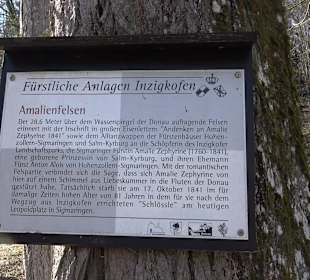 Fürstliche Anlagen Inzigkofen
Amalienfelsen
Der 28,6 Meter über dem Wasserspiegel der Donau aufragende Felsen
erinnert mit der Inschrift in großen Eisenlettern "Andenken an Amalie
Zephyrine 1841" sowie dem Allianzwappen der Fürstenhäuser Hohen-
zollern-Sigmaringen und Salm-Kyrburg an die Schöpferin des Inzigkofer
Landschaftsparks, die Sigmaringer Fürstin Amalie Zephyrine (1760-1841),
eine geborene Prinzessin von Salm-Kyrburg, und ihren Ehemann
Fürst Anton Alois von Hohenzollern-Sigmaringen. Mit der romantischen
Felspartie verbindet sich die Sage, dass sich Amalie Zephyrine von
hier auf einem Schimmel aus Liebeskummer in die Fluten der Donau
gestürzt habe. Tatsächlich starb sie am 17. Oktober 1841 im für
damalige Zeiten hohen Alter von 81 Jahren in dem für sie nach dem
Wegzug aus Inzigkofen errichteten "Schlössle" am heutigen
Leopoldplatz in Sigmaringen.